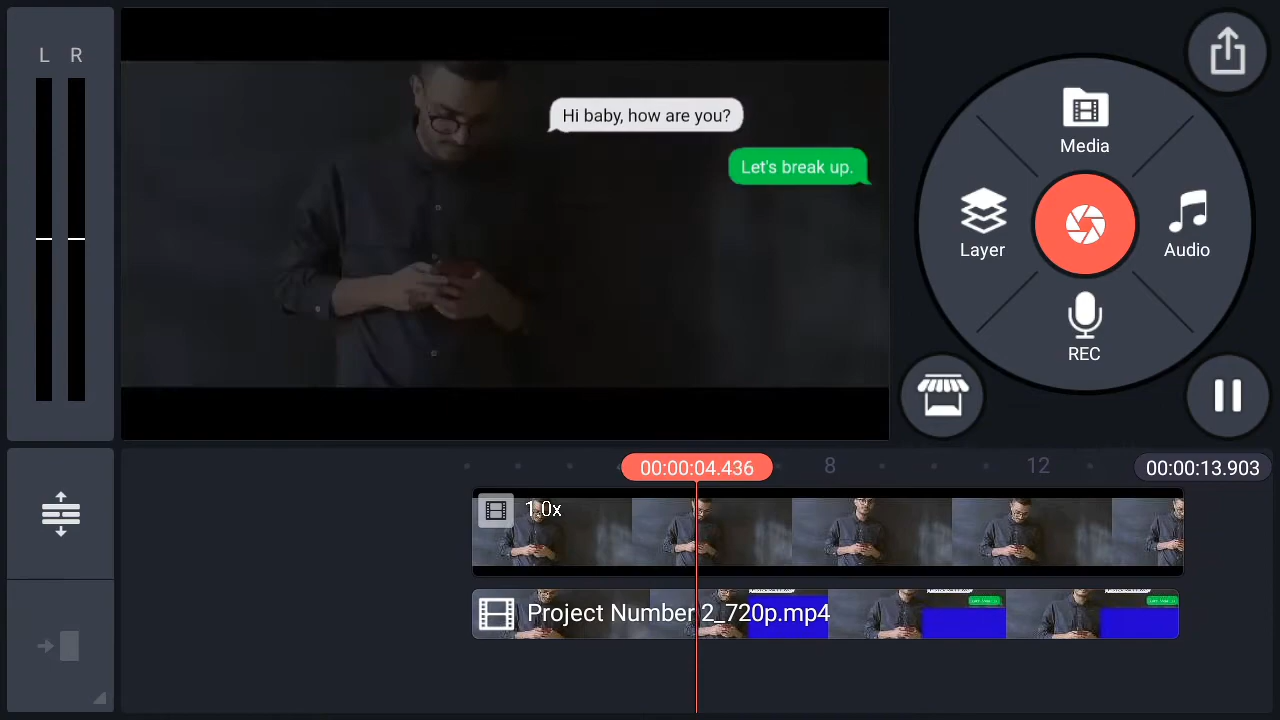 L R
Hi baby, how are you?
Let's break up.
Media
Layer
Audio
REC
00:00:04.436
8
12
00:00:13.903
1.0x
Project Number 2_720p.mp4